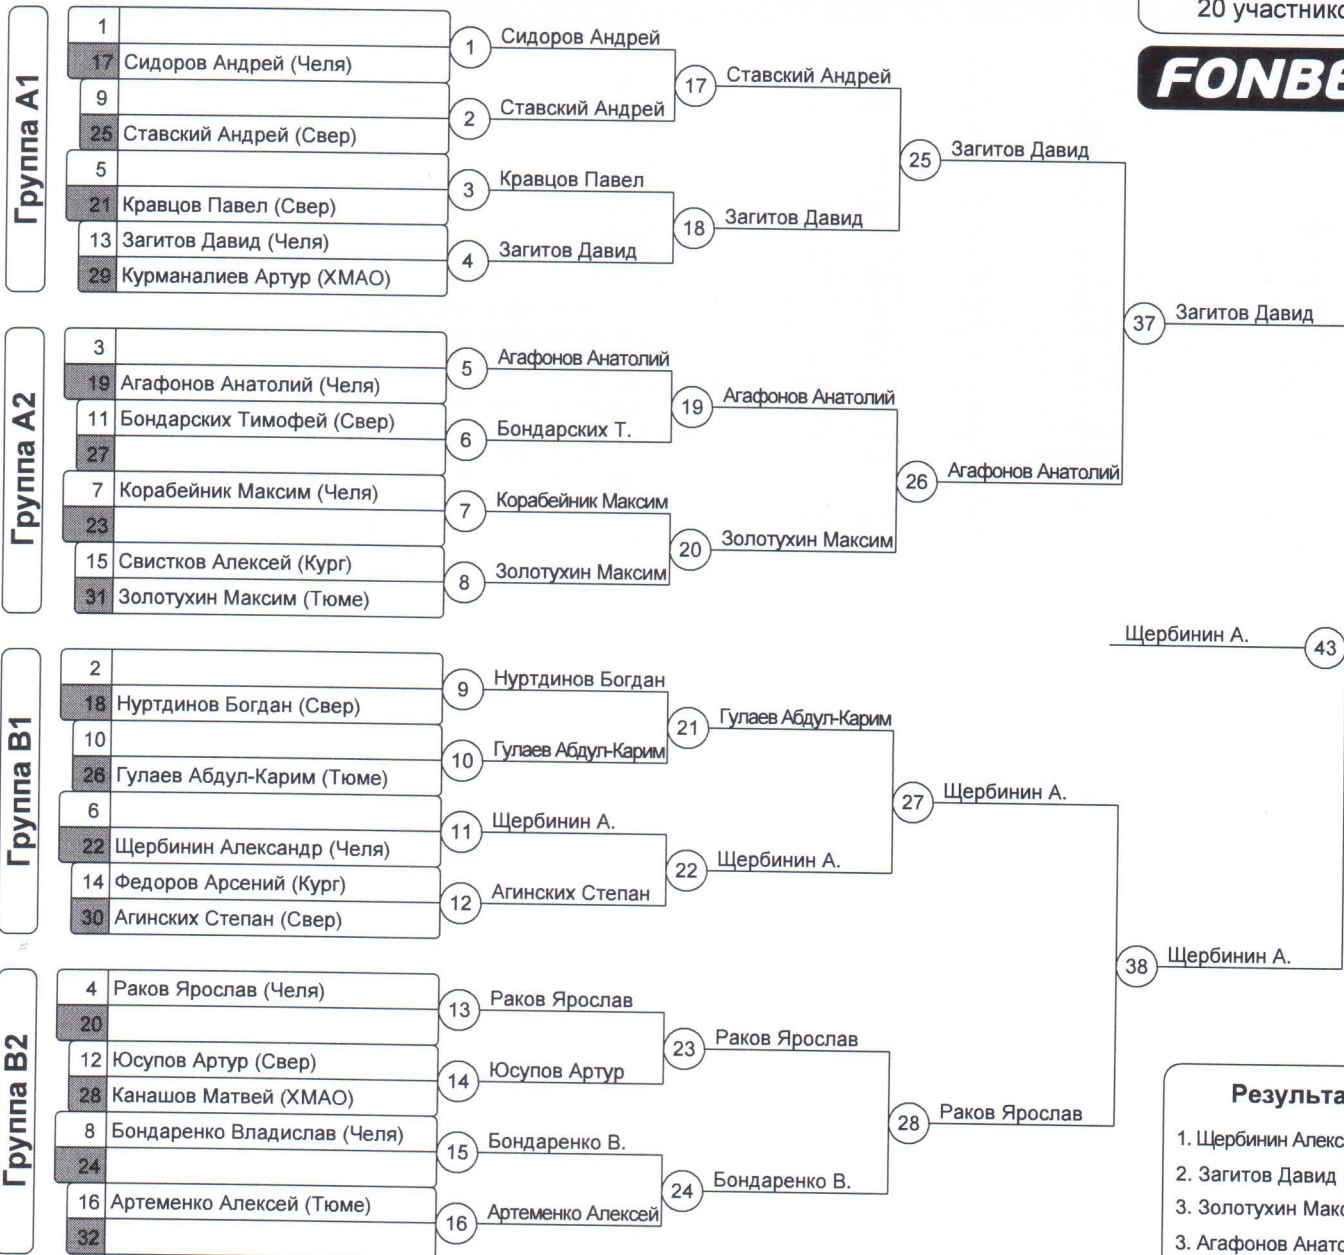 20 участнико
FONBE
Группа А1
1
17 Сидоров Андрей (Челя)
9
25 Ставский Андрей (Свер)
5
21 Кравцов Павел (Свер)
13 Загитов Давид (Челя)
29 Курманалиев Артур (ХМАО)
1 Сидоров Андрей
2 Ставский Андрей
3 Кравцов Павел
4 Загитов Давид
17 Ставский Андрей
18 Загитов Давид
25 Загитов Давид
Группа А2
3
19 Агафонов Анатолий (Челя)
11 Бондарских Тимофей (Свер)
27
7 Корабейник Максим (Челя)
23
15 Свистков Алексей (Кург)
31 Золотухин Максим (Тюме)
5 Агафонов Анатолий
6 Бондарских Т.
7 Корабейник Максим
8 Золотухин Максим
19 Агафонов Анатолий
20 Золотухин Максим
26 Агафонов Анатолий
37 Загитов Давид
Группа В1
2
18 Нуртдинов Богдан (Свер)
10
26 Гулаев Абдул-Карим (Тюме)
6
22 Щербинин Александр (Челя)
14 Федоров Арсений (Кург)
30 Агинских Степан (Свер)
9 Нуртдинов Богдан
10 Гулаев Абдул-Карим
11 Щербинин А.
12 Агинских Степан
21 Гулаев Абдул-Карим
22 Щербинин А.
27 Щербинин А.
Щербинин А. 43
Группа В2
4 Раков Ярослав (Челя)
20
12 Юсупов Артур (Свер)
28 Канашов Матвей (ХМАО)
8 Бондаренко Владислав (Челя)
24
16 Артеменко Алексей (Тюме)
32
13 Раков Ярослав
14 Юсупов Артур
15 Бондаренко В.
16 Артеменко Алексей
23 Раков Ярослав
24 Бондаренко В.
28 Раков Ярослав
38 Щербинин А.
Результа
1. Щербинин Алекс
2. Загитов Давид
3. Золотухин Макс
3. Агафонов Анато